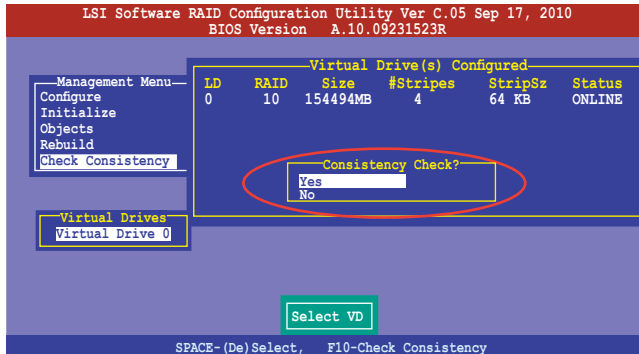 LSI Software RAID Configuration Utility Ver C.05 Sep 17, 2010
BIOS Version A.10.09231523R
Virtual Drive(s) Configured
LD RAID Size #Stripes StripSz Status
0 10 154494MB 4 64 KB ONLINE
Management Menu
Configure
Initialize
Objects
Rebuild
Check Consistency
Consistency Check?
Yes
No
Virtual Drives
Virtual Drive 0
Select VD
SPACE-(De)Select, F10-Check Consistency